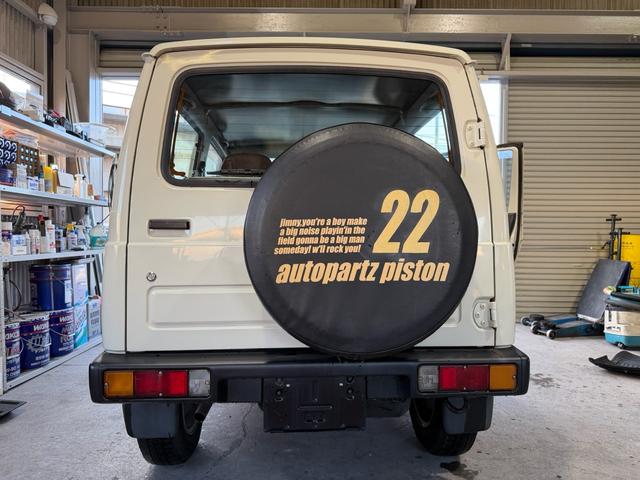 jimny,you're a boy make
a big noise playin'in the
field gonna be a big man
someday! w'll rock you!
22
autopartz piston